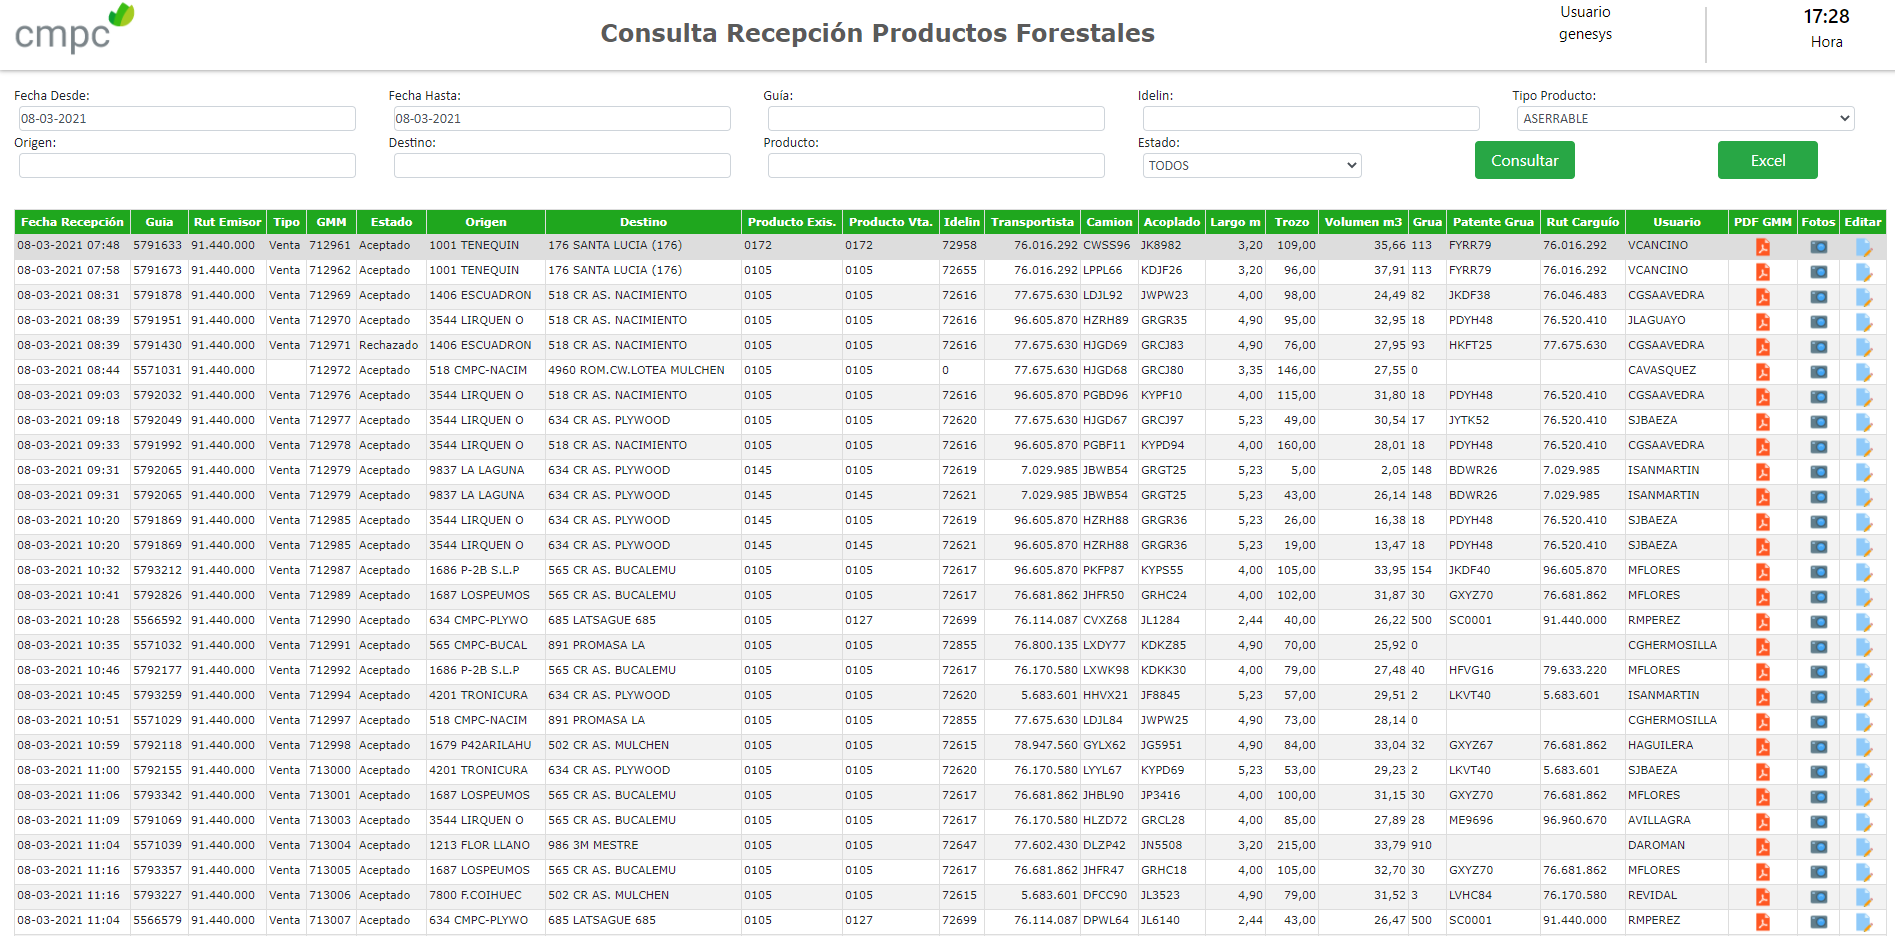 cmpc
Consulta Recepción Productos Forestales
Usuario
genesys
17:28
Hora
Fecha Desde: Fecha Hasta: Guía: Idelin: Tipo Producto:
08-03-2021 08-03-2021 ASERRABLE
Origen: Destino: Producto: Estado:
TODOS Consultar Excel
Fecha Recepción Guia Rut Emisor Tipo GMM Estado Origen Destino Producto Exis. Producto Vta. Idelin Transportista Camion Acoplado Largo m Trozo Volumen m3 Grua Patente Grua Rut Carguío Usuario PDF GMM Fotos Editar
08-03-2021 07:48 5791633 91.440.000 Venta 712961 Aceptado 1001 TENEQUIN 176 SANTA LUCIA (176) 0172 0172 72958 76.016.292 CWSS96 JK8982 3,20 109,00 35,66 113 FYRR79 76.016.292 VCANCINO
08-03-2021 07:58 5791673 91.440.000 Venta 712962 Aceptado 1001 TENEQUIN 176 SANTA LUCIA (176) 0105 0105 72655 76.016.292 LPPL66 KDJF26 3,20 96,00 37,91 113 FYRR79 76.016.292 VCANCINO
08-03-2021 08:31 5791878 91.440.000 Venta 712969 Aceptado 1406 ESCUADRON 518 CR AS. NACIMIENTO 0105 0105 72616 77.675.630 LDJL92 JWPW23 4,00 98,00 24,49 82 JKDF38 76.046.483 CGSAAVEDRA
08-03-2021 08:39 5791951 91.440.000 Venta 712970 Aceptado 3544 LIRQUEN O 518 CR AS. NACIMIENTO 0105 0105 72616 96.605.870 HZRH89 GRGR35 4,90 95,00 32,95 18 PDYH48 76.520.410 JLAGUAYO
08-03-2021 08:39 5791430 91.440.000 Venta 712971 Rechazado 1406 ESCUADRON 518 CR AS. NACIMIENTO 0105 0105 72616 77.675.630 HJGD69 GRCJ83 4,90 76,00 27,95 93 HKFT25 77.675.630 CGSAAVEDRA
08-03-2021 08:44 5571031 91.440.000 712972 Aceptado 518 CMPC-NACIM 4960 ROM.CW.LOTEA MULCHEN 0105 0105 0 77.675.630 HJGD68 GRCJ80 3,35 146,00 27,55 0 CAVASQUEZ
08-03-2021 09:03 5792032 91.440.000 Venta 712976 Aceptado 3544 LIRQUEN O 518 CR AS. NACIMIENTO 0105 0105 72616 96.605.870 PGBD96 KYPF10 4,00 115,00 31,80 18 PDYH48 76.520.410 CGSAAVEDRA
08-03-2021 09:18 5792049 91.440.000 Venta 712977 Aceptado 3544 LIRQUEN O 634 CR AS. PLYWOOD 0105 0105 72620 77.675.630 HJGD67 GRCJ97 5,23 49,00 30,54 17 JYTK52 76.520.410 SJBAEZA
08-03-2021 09:33 5791992 91.440.000 Venta 712978 Aceptado 3544 LIRQUEN O 518 CR AS. NACIMIENTO 0105 0105 72616 96.605.870 PGBF11 KYPD94 4,00 160,00 28,01 18 PDYH48 76.520.410 CGSAAVEDRA
08-03-2021 09:31 5792065 91.440.000 Venta 712979 Aceptado 9837 LA LAGUNA 634 CR AS. PLYWOOD 0145 0145 72619 7.029.985 JBWB54 GRGT25 5,23 5,00 2,05 148 BDWR26 7.029.985 ISANMARTIN
08-03-2021 09:31 5792065 91.440.000 Venta 712979 Aceptado 9837 LA LAGUNA 634 CR AS. PLYWOOD 0145 0145 72621 7.029.985 JBWB54 GRGT25 5,23 43,00 26,14 148 BDWR26 7.029.985 ISANMARTIN
08-03-2021 10:20 5791869 91.440.000 Venta 712985 Aceptado 3544 LIRQUEN O 634 CR AS. PLYWOOD 0145 0105 72619 96.605.870 HZRH88 GRGR36 5,23 26,00 16,38 18 PDYH48 76.520.410 SJBAEZA
08-03-2021 10:20 5791869 91.440.000 Venta 712985 Aceptado 3544 LIRQUEN O 634 CR AS. PLYWOOD 0145 0145 72621 96.605.870 HZRH88 GRGR36 5,23 19,00 13,47 18 PDYH48 76.520.410 SJBAEZA
08-03-2021 10:32 5793212 91.440.000 Venta 712987 Aceptado 1686 P-2B S.L.P 565 CR AS. BUCALEMU 0105 0105 72617 96.605.870 PKFP87 KYPS55 4,00 105,00 33,95 154 JKDF40 96.605.870 MFLORES
08-03-2021 10:41 5792826 91.440.000 Venta 712989 Aceptado 1687 LOSPEUMOS 565 CR AS. BUCALEMU 0105 0105 72617 76.681.862 JHFR50 GRHC24 4,00 102,00 31,87 30 GXYZ70 76.681.862 MFLORES
08-03-2021 10:28 5566592 91.440.000 Venta 712990 Aceptado 634 CMPC-PLYWO 685 LATSAGUE 685 0105 0127 72699 76.114.087 CVXZ68 JL1284 2,44 40,00 26,22 500 SC0001 91.440.000 RMPEREZ
08-03-2021 10:35 5571032 91.440.000 Venta 712991 Aceptado 565 CMPC-BUCAL 891 PROMASA LA 0105 0105 72855 76.800.135 LXDY77 KDKZ85 4,90 70,00 25,92 0 CGHERMOSILLA
08-03-2021 10:46 5792177 91.440.000 Venta 712992 Aceptado 1686 P-2B S.L.P 565 CR AS. BUCALEMU 0105 0105 72617 76.170.580 LXWK98 KDKK30 4,00 79,00 27,48 40 HFVG16 79.633.220 MFLORES
08-03-2021 10:45 5793259 91.440.000 Venta 712994 Aceptado 4201 TRONICURA 634 CR AS. PLYWOOD 0105 0105 72620 5.683.601 HHVX21 JF8845 5,23 57,00 29,51 2 LKVT40 5.683.601 ISANMARTIN
08-03-2021 10:51 5571029 91.440.000 Venta 712997 Aceptado 518 CMPC-NACIM 891 PROMASA LA 0105 0105 72855 77.675.630 LDJL84 JWPW25 4,90 73,00 28,14 0 CGHERMOSILLA
08-03-2021 10:59 5792118 91.440.000 Venta 712998 Aceptado 1679 P42ARILAHU 502 CR AS. MULCHEN 0105 0105 72615 78.947.560 GYLX62 JG5951 4,90 84,00 33,04 32 GXYZ67 76.681.862 HAGUILERA
08-03-2021 11:00 5792155 91.440.000 Venta 713000 Aceptado 4201 TRONICURA 634 CR AS. PLYWOOD 0105 0105 72620 76.170.580 LYYL67 KYPD69 5,23 53,00 29,23 2 LKVT40 5.683.601 SJBAEZA
08-03-2021 11:06 5793342 91.440.000 Venta 713001 Aceptado 1687 LOSPEUMOS 565 CR AS. BUCALEMU 0105 0105 72617 76.681.862 JHBL90 JP3416 4,00 100,00 31,15 30 GXYZ70 76.681.862 MFLORES
08-03-2021 11:09 5791069 91.440.000 Venta 713003 Aceptado 3544 LIRQUEN O 565 CR AS. BUCALEMU 0105 0105 72617 76.170.580 HLZD72 GRCL28 4,00 85,00 27,89 28 ME9696 96.960.670 AVILLAGRA
08-03-2021 11:04 5571039 91.440.000 Venta 713004 Aceptado 1213 FLOR LLANO 986 3M MESTRE 0105 0105 72647 77.602.430 DLZP42 JN5508 3,20 215,00 33,79 910 DAROMAN
08-03-2021 11:16 5793357 91.440.000 Venta 713005 Aceptado 1687 LOSPEUMOS 565 CR AS. BUCALEMU 0105 0105 72617 76.681.862 JHFR47 GRHC18 4,00 105,00 32,70 30 GXYZ70 76.681.862 MFLORES
08-03-2021 11:16 5793227 91.440.000 Venta 713006 Aceptado 7800 F.COIHUEC 502 CR AS. MULCHEN 0105 0105 72615 5.683.601 DFCC90 JL3523 4,90 79,00 31,52 3 LVHC84 76.170.580 REVIDAL
08-03-2021 11:04 5566579 91.440.000 Venta 713007 Aceptado 634 CMPC-PLYWO 685 LATSAGUE 685 0105 0127 72699 76.114.087 DPWL64 JL6140 2,44 43,00 26,47 500 SC0001 91.440.000 RMPEREZ